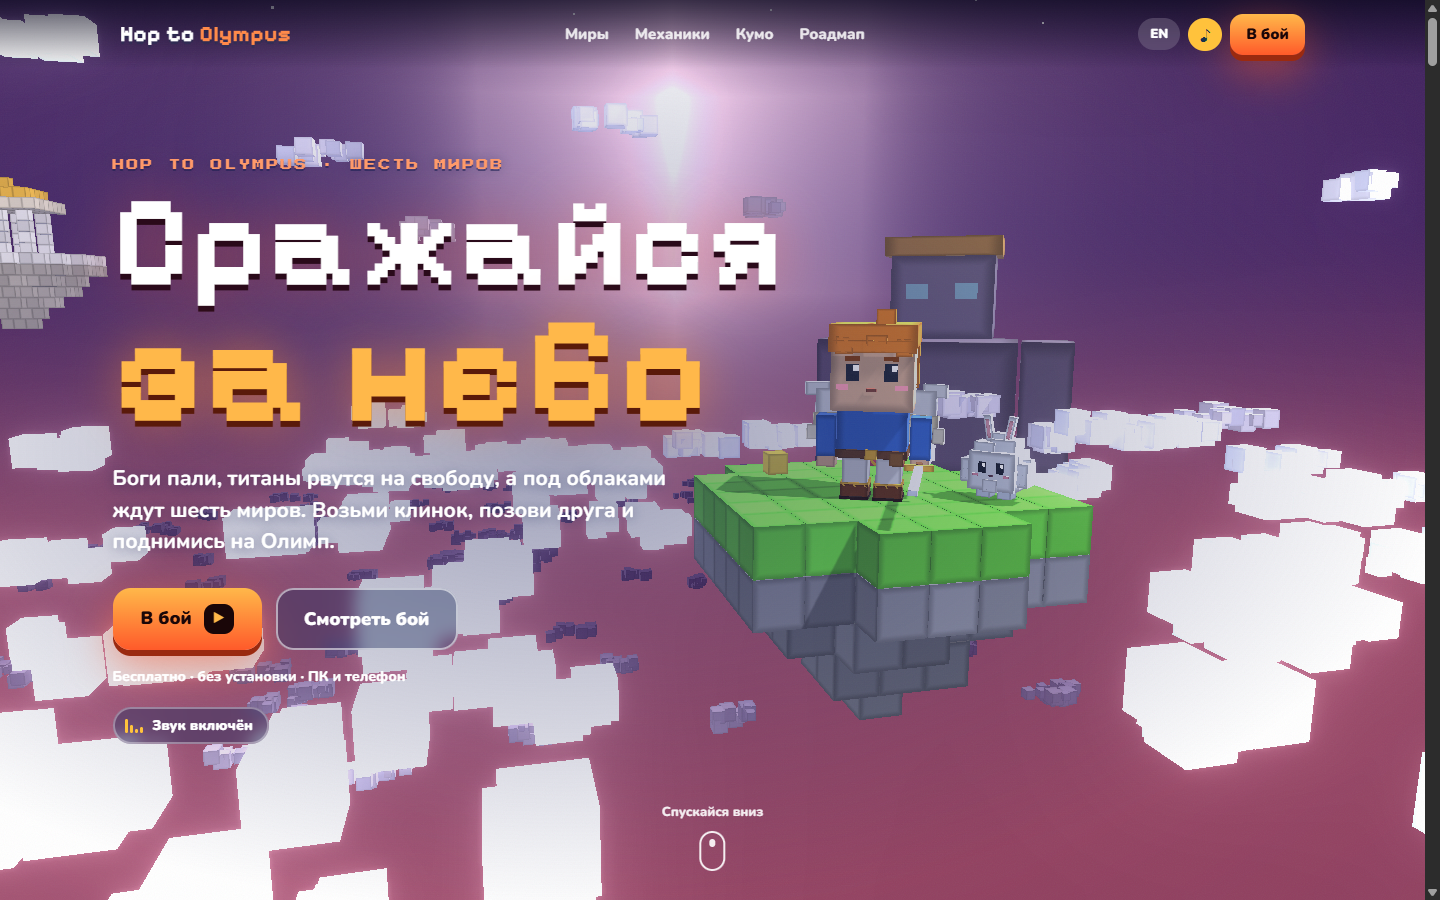 Hop to Olympus
Миры
Механики
Кумо
Роадмап
EN
В бой
HOP TO OLYMPUS · ШЕСТЬ МИРОВ
Сражайся
за небо
Боги пали, титаны рвутся на свободу, а под облаками
ждут шесть миров. Возьми клинок, позови друга и
поднимись на Олимп.
В бой
Смотреть бой
Бесплатно · без установки · ПК и телефон
Звук включён
Спускайся вниз